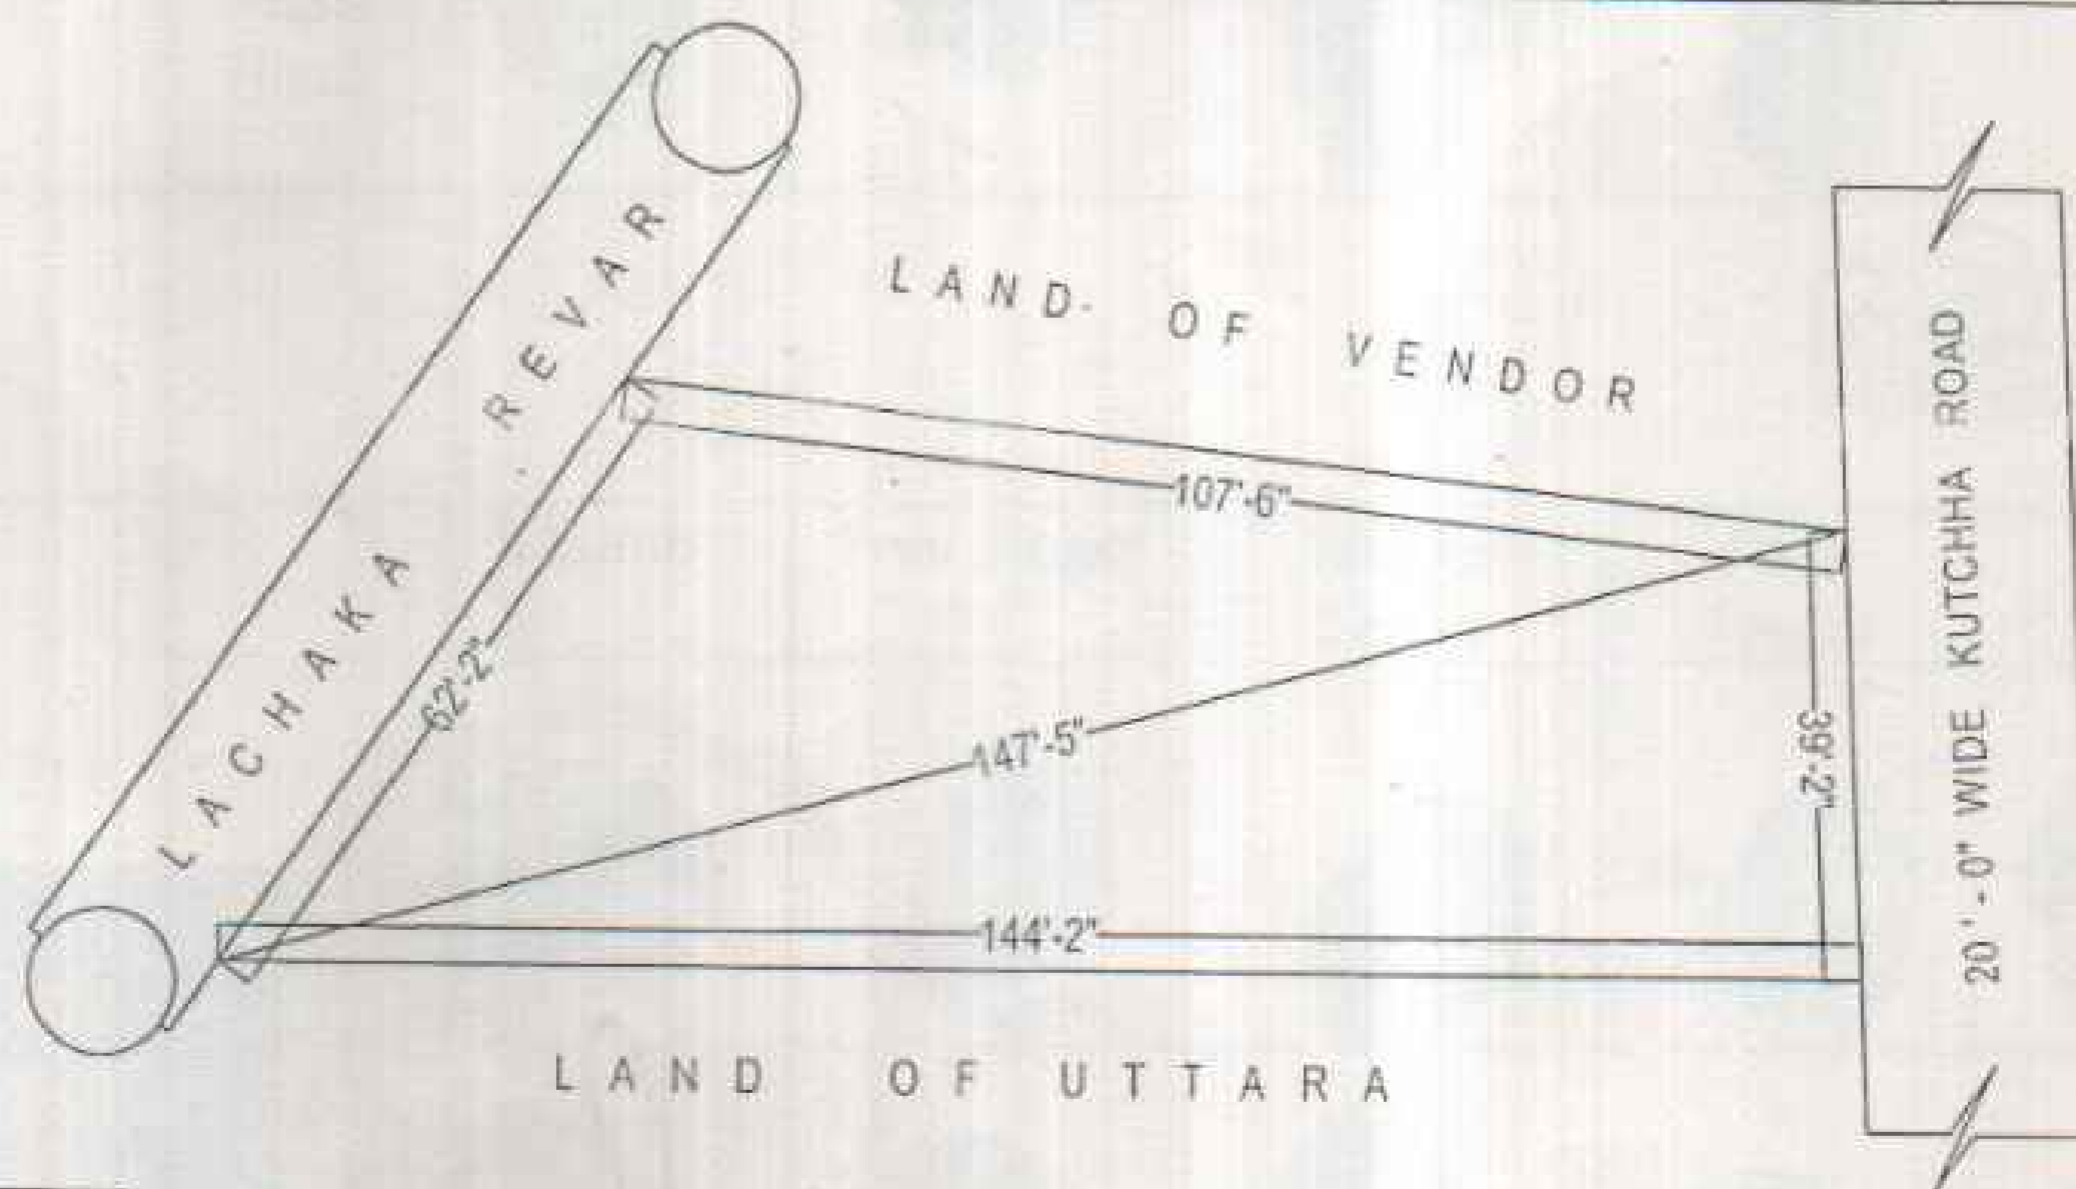 LACHAKA REVAR
LAND OF VENDOR
107'-6"
62'-2"
147'-5"
39'-2"
144'-2"
20'-0" WIDE KUTCHHA ROAD
LAND OF UTTARA